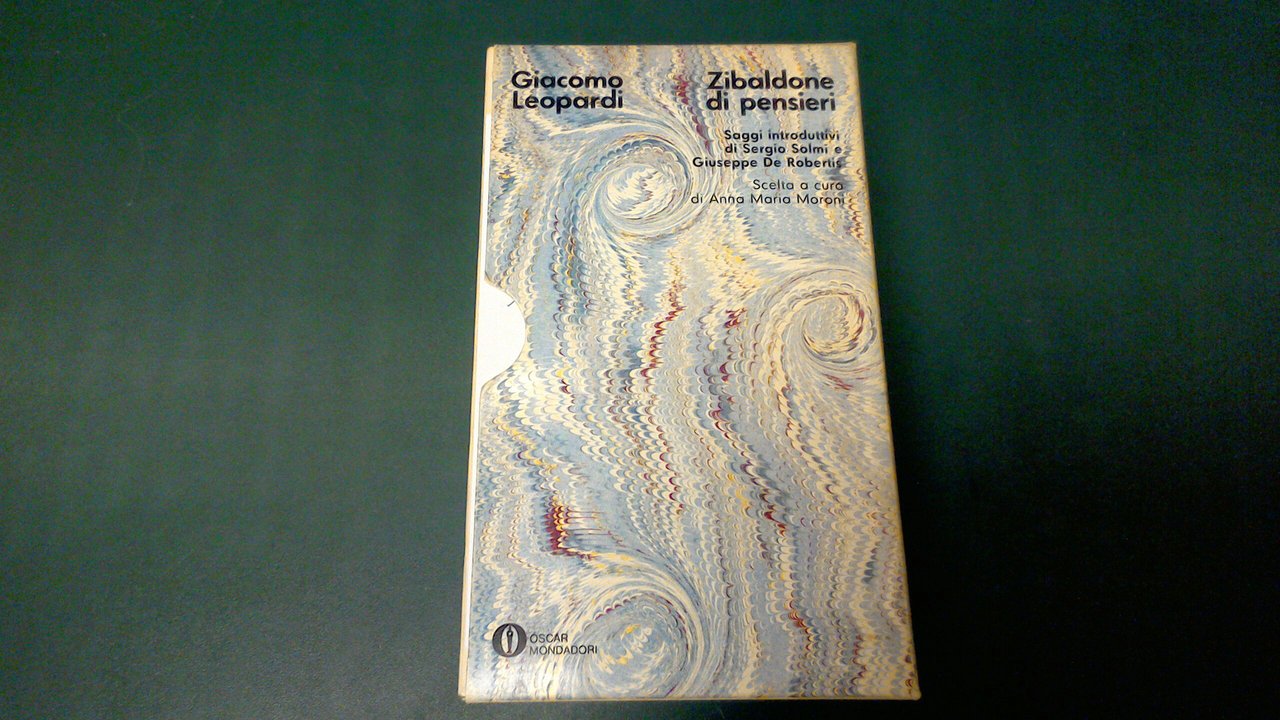 Giacomo
Leopardi
Zibaldone
di pensieri
Saggi introduttivi
di Sergio Solmi e
Giuseppe De Robertis
Scelta a cura
di Anna Maria Moroni
OSCAR
MONDADORI